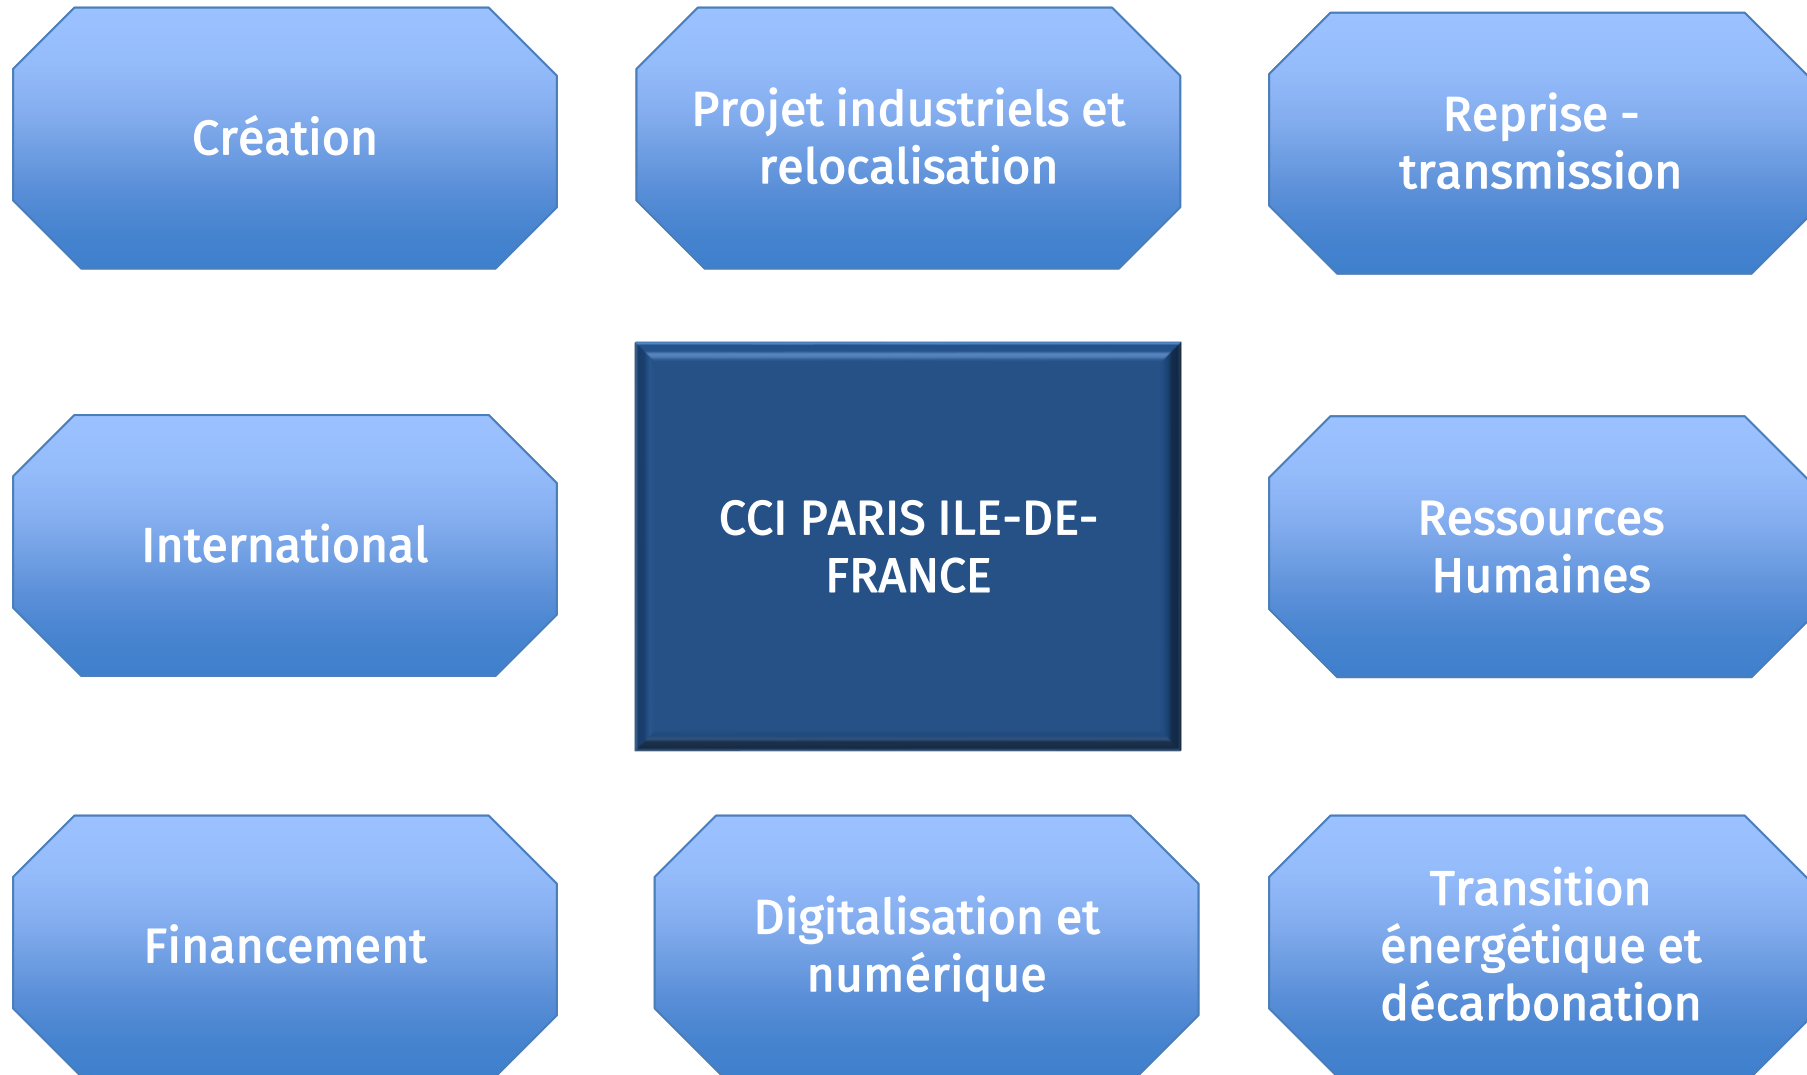 Création
Projet industriels et
relocalisation
Reprise -
transmission
International
CCI PARIS ILE-DE-
FRANCE
Ressources
Humaines
Financement
Digitalisation et
numérique
Transition
énergétique et
décarbonation